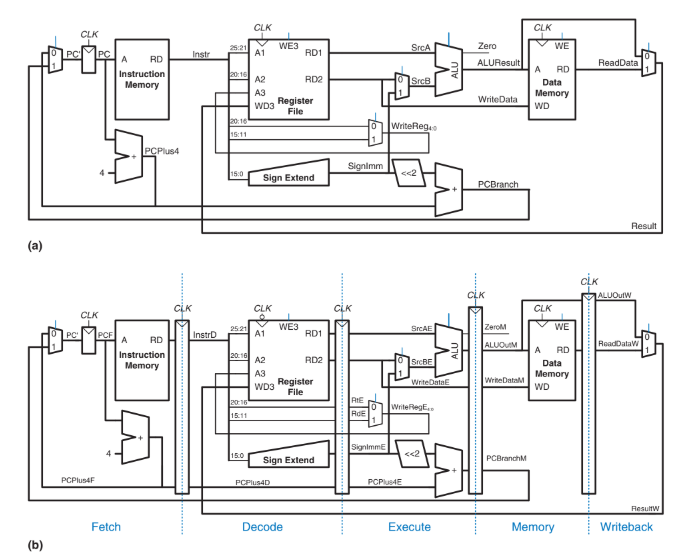 CLK
CLK
CLK
25:21
WE3
SrcA
Zero
WE
0
1
PC'
PC
A RD
Instr
A1 RD1
ALU
ALUResult
A RD
ReadData
0
1
Instruction
Memory
20:16
A2 RD2
0
1
SrcB
Data
Memory
A3
WriteData
WD
WD3
Register
File
20:16
0
WriteReg4:0
15:11
1
PCPlus4
+
4
SignImm
15:0
Sign Extend
<<2
+
PCBranch
Result
(a)
CLK
CLK
CLK
CLK
CLK
CLK
CLK
ALUOutW
25:21
WE3
SrcAE
ZeroM
WE
0
1
PC'
PCF
A RD
InstrD
A1 RD1
ALU
ALUOutM
A RD
ReadDataW
0
1
Instruction
Memory
20:16
A2 RD2
0
1
SrcBE
Data
Memory
A3
WriteDataE
WriteDataM
WD
WD3
Register
File
20:16
RtE
0
WriteRegE4:0
15:11
RdE
1
+
4
SignImmE
15:0
Sign Extend
<<2
+
PCBranchM
PCPlus4F
PCPlus4D
PCPlus4E
ResultW
Fetch Decode Execute Memory Writeback
(b)